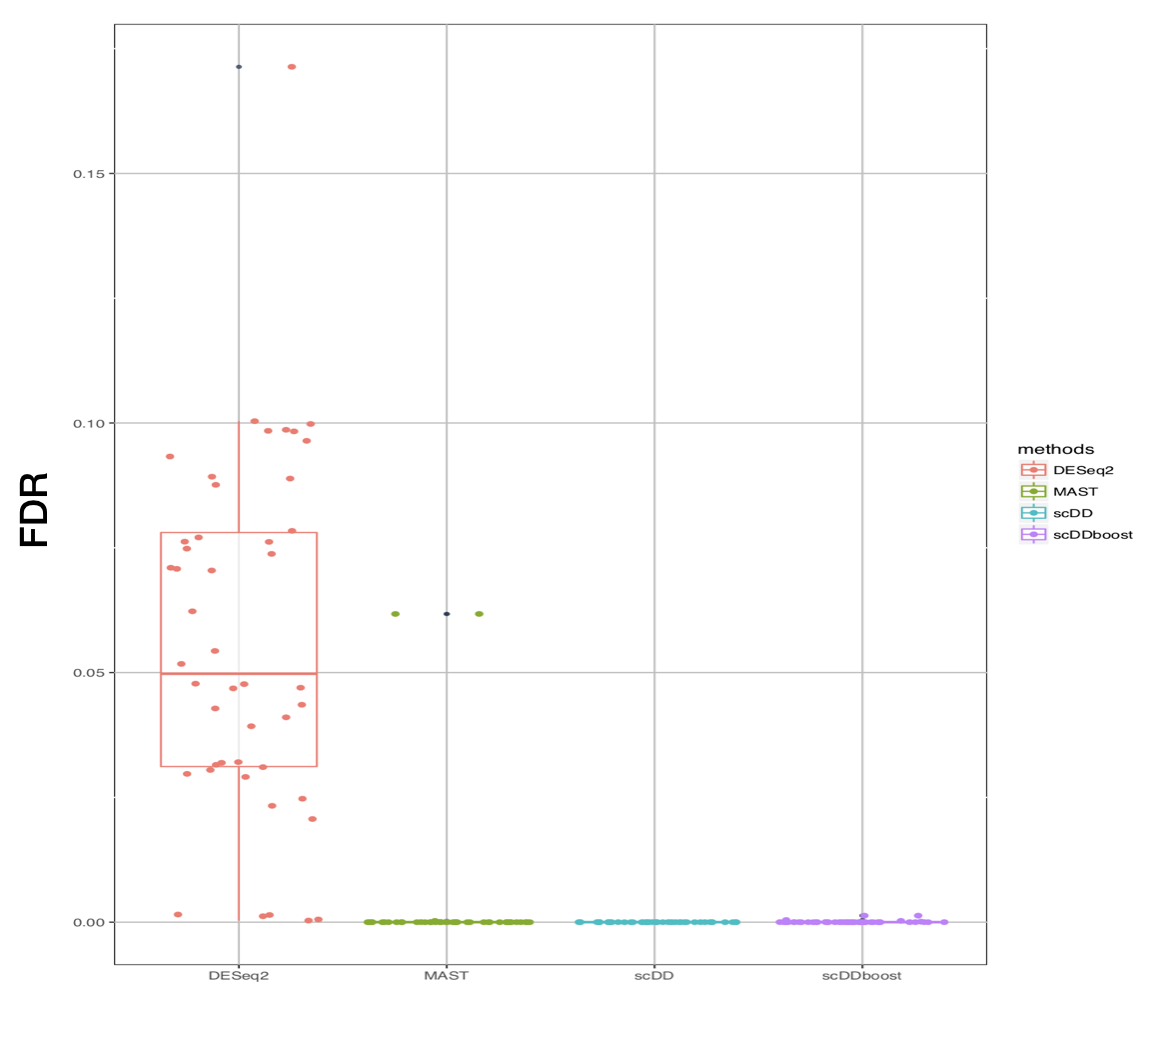 FDR
0.15
0.10
0.05
0.00
DESeq2
MAST
scDD
scDDboost
methods
DESeq2
MAST
scDD
scDDboost